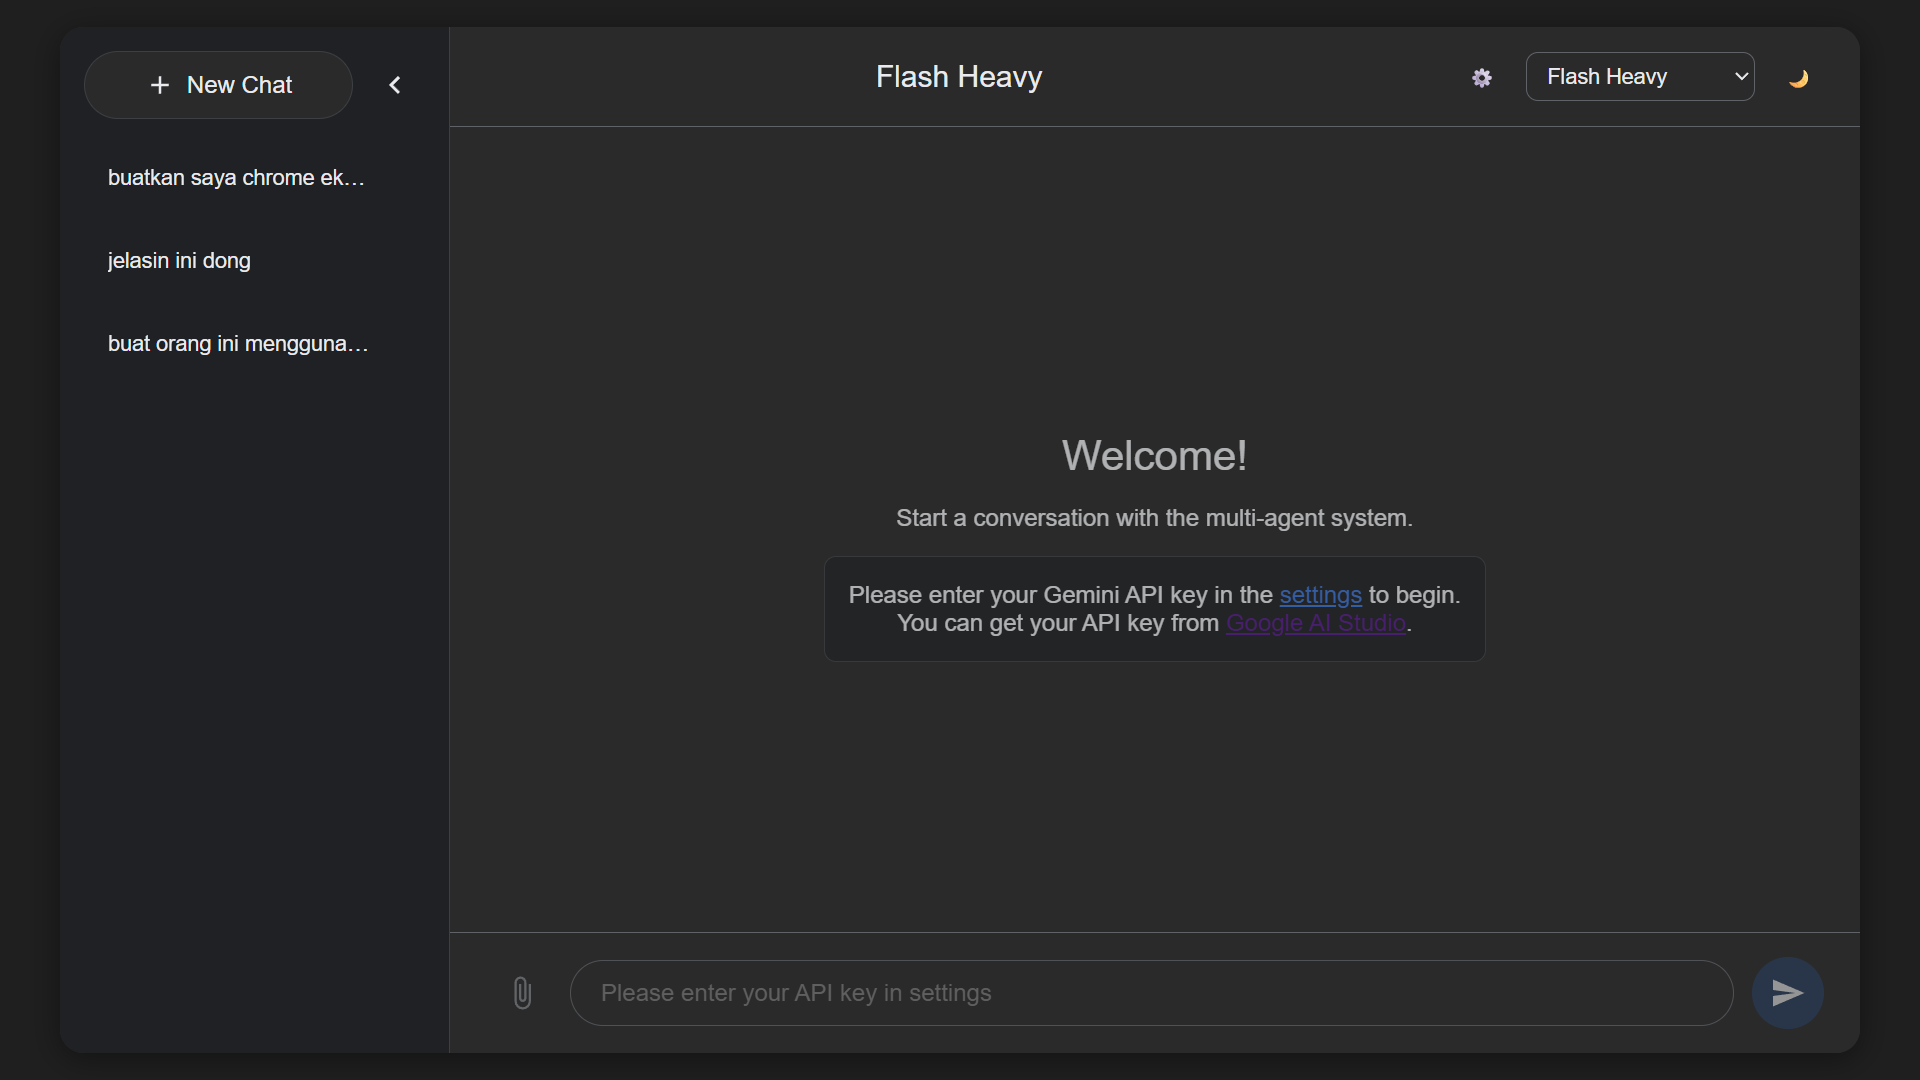 New Chat
buatkan saya chrome ek...
jelasin ini dong
buat orang ini mengguna...
Flash Heavy
Flash Heavy
Welcome!
Start a conversation with the multi-agent system.
Please enter your Gemini API key in the settings to begin.
You can get your API key from Google AI Studio.
Please enter your API key in settings